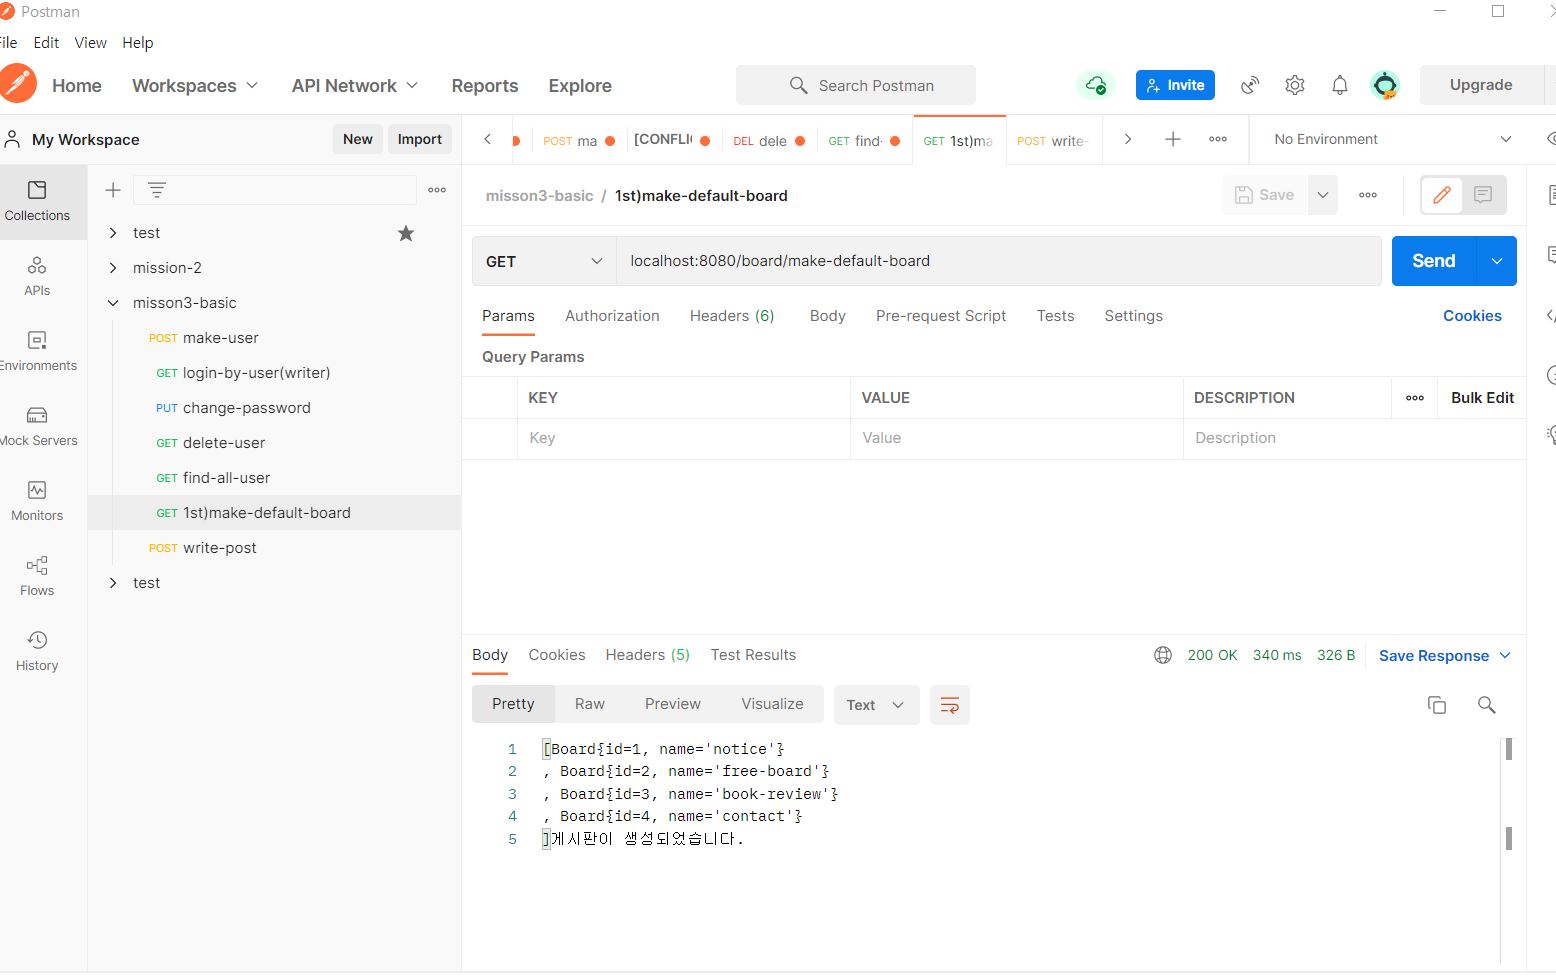 Postman
File Edit View Help
Home Workspaces API Network Reports Explore Search Postman Invite Upgrade
My Workspace New Import
POST ma [CONFLI DEL dele GET find- GET 1st)ma POST write- No Environment
misson3-basic / 1st)make-default-board Save
Collections
APIs
Environments
Mock Servers
Monitors
Flows
History
test
mission-2
misson3-basic
POST make-user
GET login-by-user(writer)
PUT change-password
GET delete-user
GET find-all-user
GET 1st)make-default-board
POST write-post
test
GET localhost:8080/board/make-default-board Send
Params Authorization Headers (6) Body Pre-request Script Tests Settings Cookies
Query Params
KEY VALUE DESCRIPTION Bulk Edit
Key Value Description
Body Cookies Headers (5) Test Results 200 OK 340 ms 326 B Save Response
Pretty Raw Preview Visualize Text
1 [Board{id=1, name='notice'}
2 , Board{id=2, name='free-board'}
3 , Board{id=3, name='book-review'}
4 , Board{id=4, name='contact'}
5 ]게시판이 생성되었습니다.